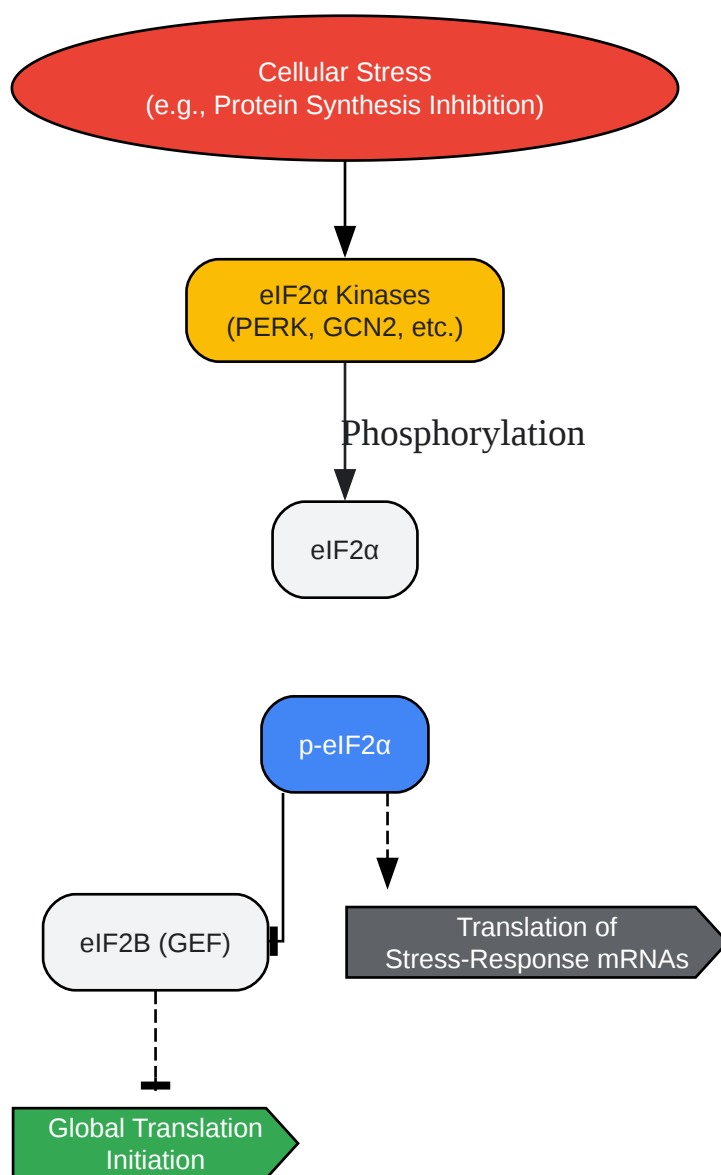 Cellular Stress
(e.g., Protein Synthesis Inhibition)
eIF2α Kinases
(PERK, GCN2, etc.)
Phosphorylation
eIF2α
p-eIF2α
eIF2B (GEF)
Translation of
Stress-Response mRNAs
Global Translation
Initiation